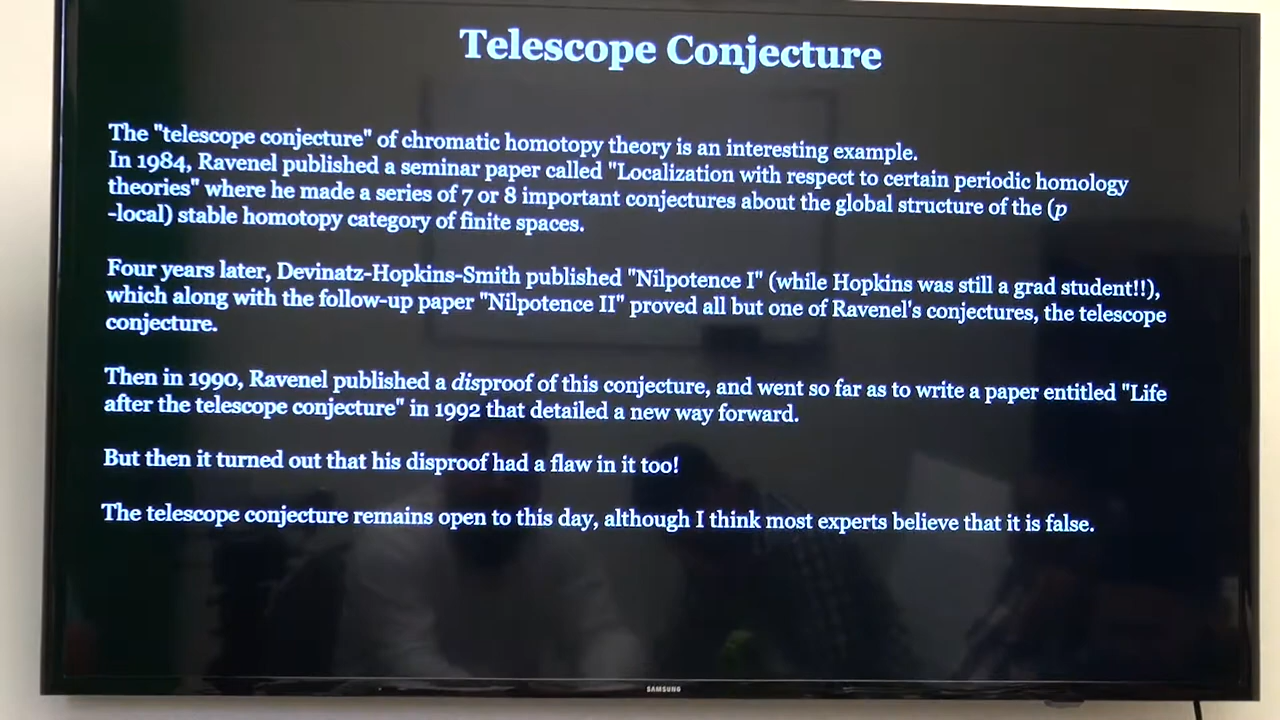 Telescope Conjecture
The "telescope conjecture" of chromatic homotopy theory is an interesting example.
In 1984, Ravenel published a seminar paper called "Localization with respect to certain periodic homology
theories" where he made a series of 7 or 8 important conjectures about the global structure of the (p
-local) stable homotopy category of finite spaces.
Four years later, Devinatz-Hopkins-Smith published "Nilpotence I" (while Hopkins was still a grad student!!),
which along with the follow-up paper "Nilpotence II" proved all but one of Ravenel's conjectures, the telescope
conjecture.
Then in 1990, Ravenel published a disproof of this conjecture, and went so far as to write a paper entitled "Life
after the telescope conjecture" in 1992 that detailed a new way forward.
But then it turned out that his disproof had a flaw in it too!
The telescope conjecture remains open to this day, although I think most experts believe that it is false.
SAMSUNG